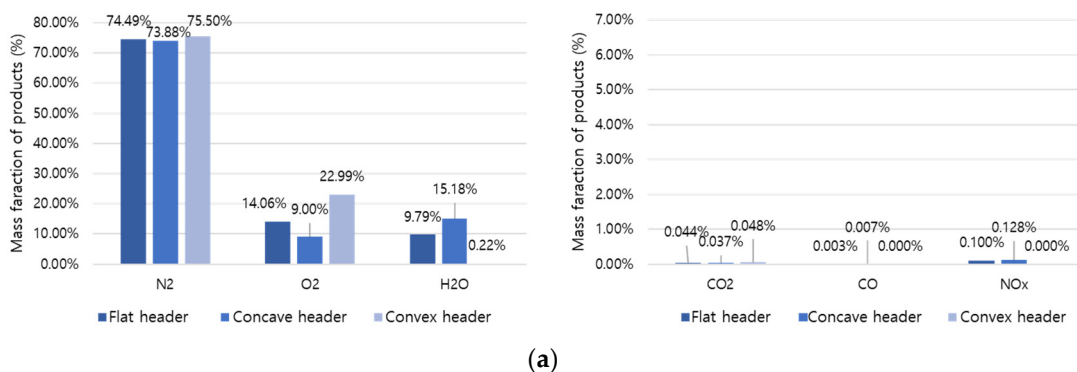 Mass faraction of products (%)
80.00%
70.00%
60.00%
50.00%
40.00%
30.00%
20.00%
10.00%
0.00%
74.49%
73.88%
75.50%
14.06%
9.00%
22.99%
9.79%
15.18%
0.22%
N2
O2
H2O
Flat header
Concave header
Convex header
Mass faraction of products (%)
7.00%
6.00%
5.00%
4.00%
3.00%
2.00%
1.00%
0.00%
0.044%
0.037%
0.048%
0.003%
0.007%
0.000%
0.100%
0.128%
0.000%
CO2
CO
NOx
Flat header
Concave header
Convex header
(a)